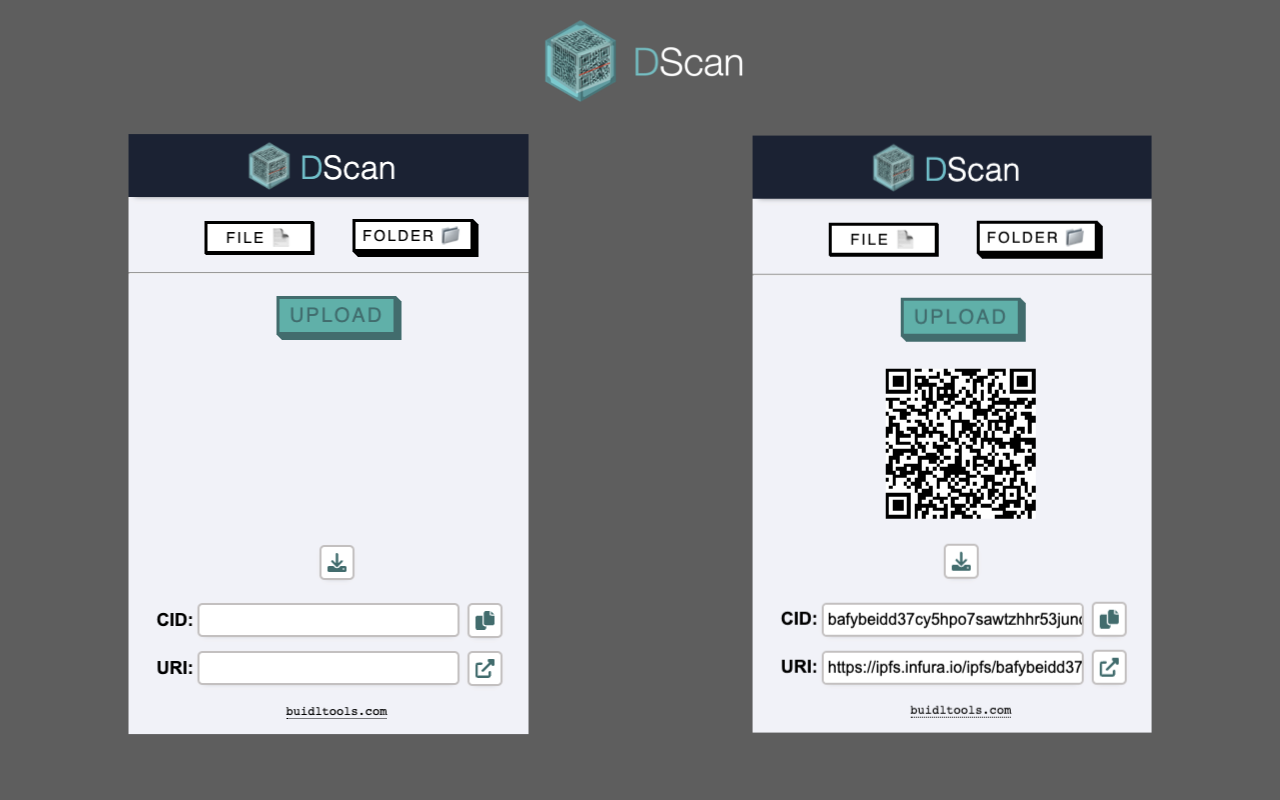 DScan
DScan
FILE
FOLDER
UPLOAD
CID:
URI:
buidltools.com
DScan
FILE
FOLDER
UPLOAD
CID: bafybeidd37cy5hpo7sawtzhhr53jun
URI: https://ipfs.infura.io/ipfs/bafybeidd37
buidltools.com